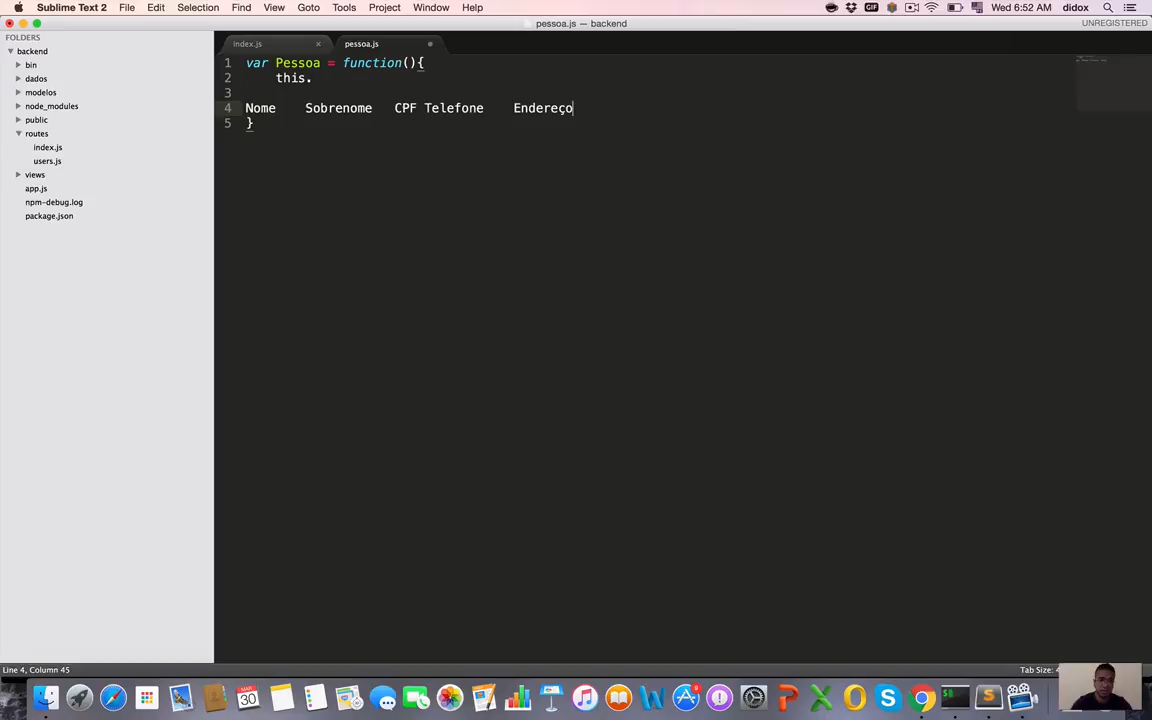 Sublime Text 2 File Edit Selection Find View Goto Tools Project Window Help GIF Wed 6:52 AM didox
pessoa.js — backend UNREGISTERED
FOLDERS
backend
bin
dados
modelos
node_modules
public
routes
index.js
users.js
views
app.js
npm-debug.log
package.json
index.js × pessoa.js
1 var Pessoa = function(){
2 this.
3
4 Nome Sobrenome CPF Telefone Endereço
5 }
Line 4, Column 45 Tab Size:
MAR
30